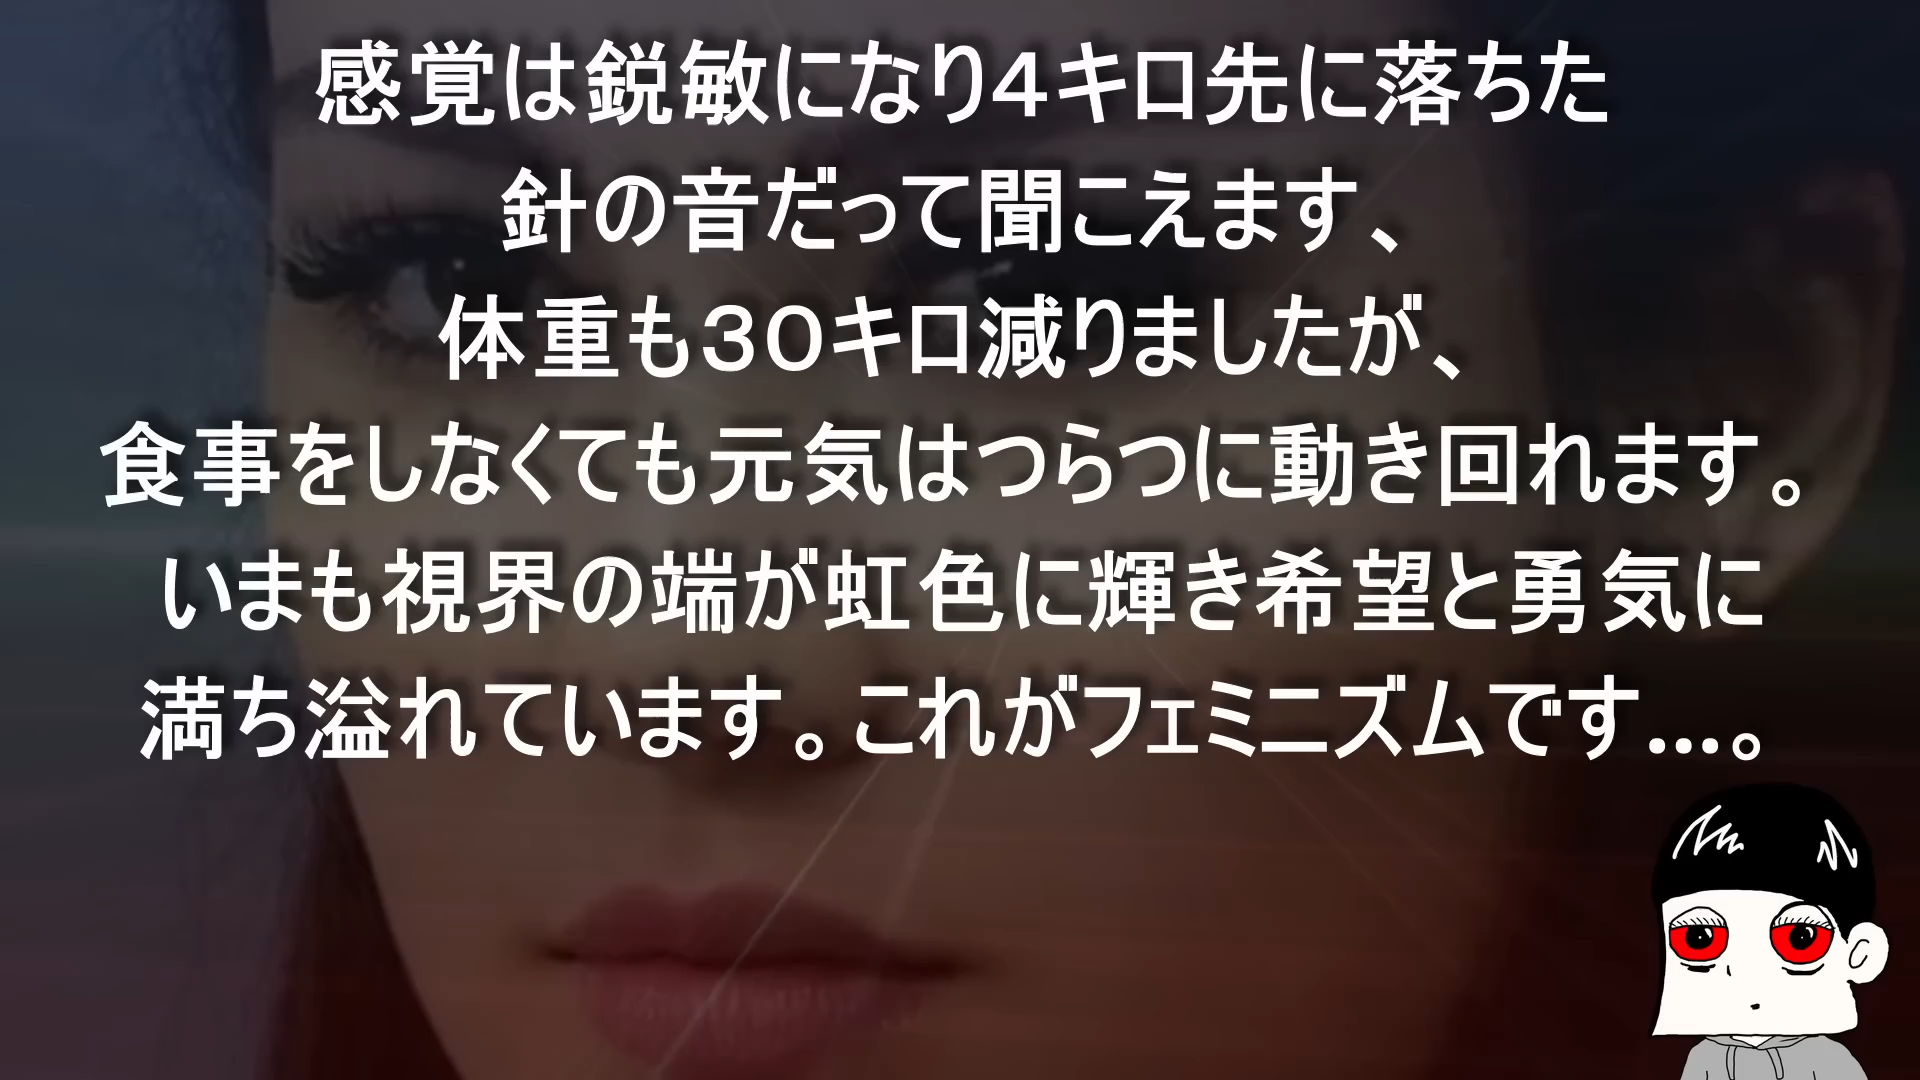 感覚は鋭敏になり4キロ先に落ちた
針の音だって聞こえます、
体重も30キロ減りましたが、
食事をしなくても元気はつらつに動き回れます。
いまも視界の端が虹色に輝き希望と勇気に
満ち溢れています。これがフェミニズムです…。